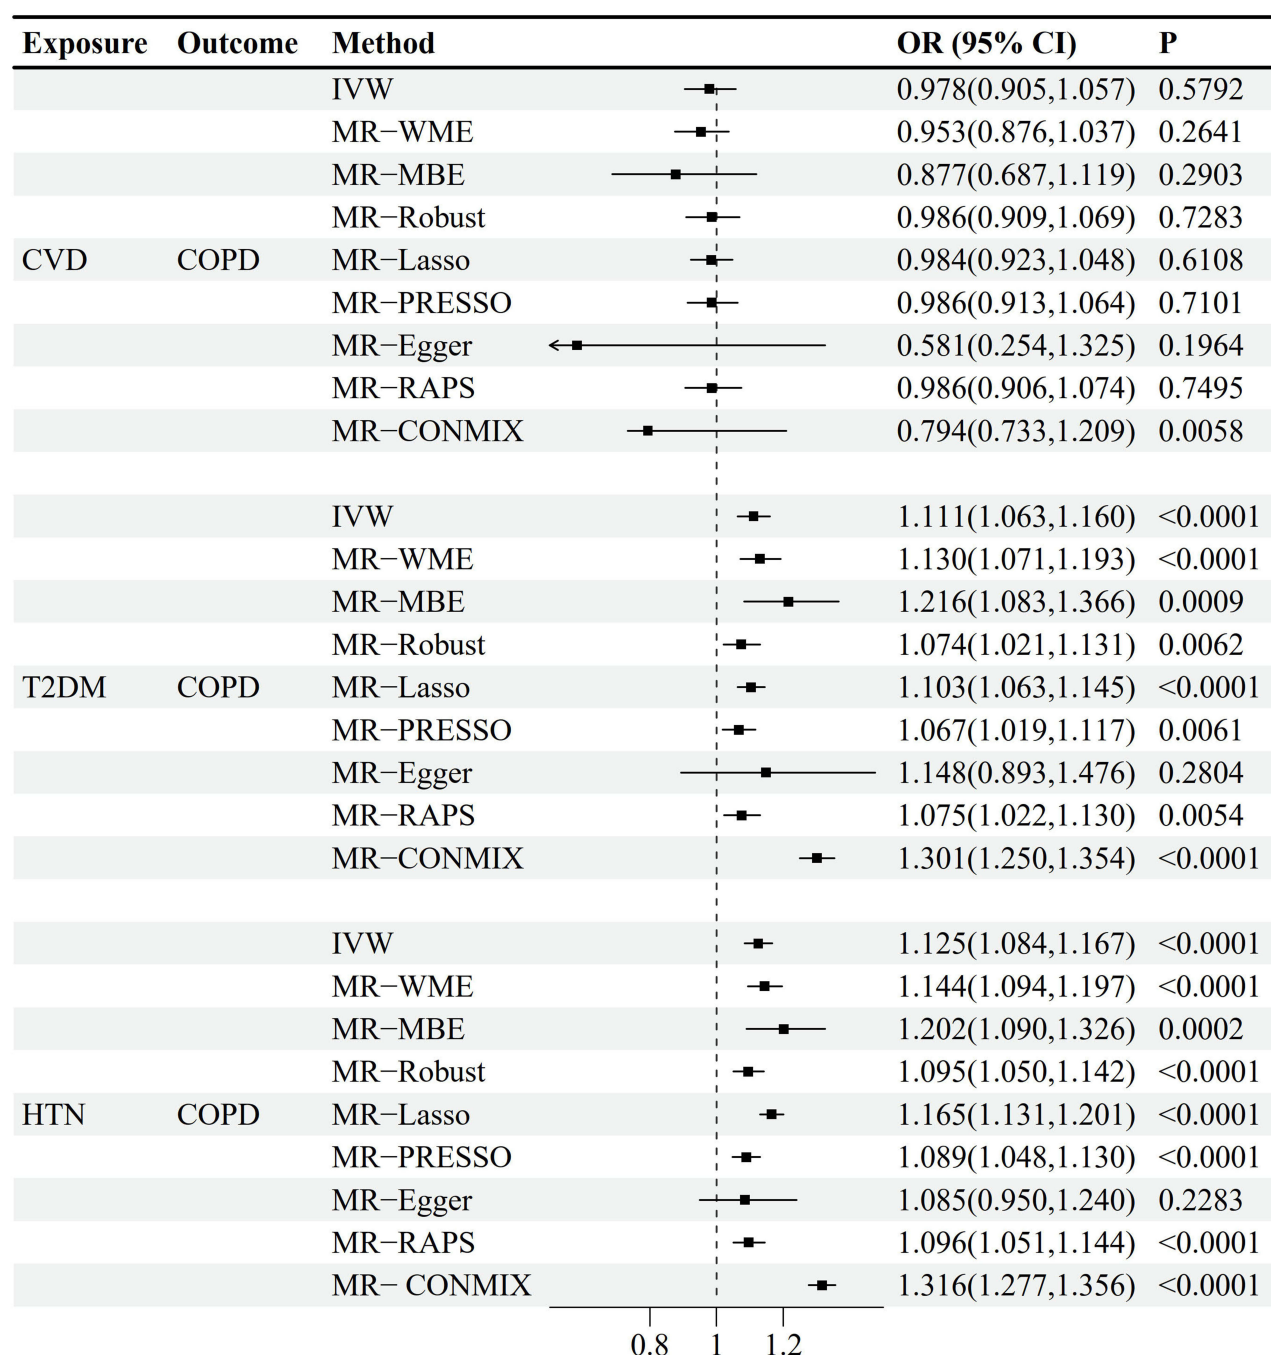 Exposure Outcome Method OR (95% CI) P
IVW 0.978(0.905,1.057) 0.5792
MR−WME 0.953(0.876,1.037) 0.2641
MR−MBE 0.877(0.687,1.119) 0.2903
MR−Robust 0.986(0.909,1.069) 0.7283
CVD COPD MR−Lasso 0.984(0.923,1.048) 0.6108
MR−PRESSO 0.986(0.913,1.064) 0.7101
MR−Egger 0.581(0.254,1.325) 0.1964
MR−RAPS 0.986(0.906,1.074) 0.7495
MR−CONMIX 0.794(0.733,1.209) 0.0058
IVW 1.111(1.063,1.160) <0.0001
MR−WME 1.130(1.071,1.193) <0.0001
MR−MBE 1.216(1.083,1.366) 0.0009
MR−Robust 1.074(1.021,1.131) 0.0062
T2DM COPD MR−Lasso 1.103(1.063,1.145) <0.0001
MR−PRESSO 1.067(1.019,1.117) 0.0061
MR−Egger 1.148(0.893,1.476) 0.2804
MR−RAPS 1.075(1.022,1.130) 0.0054
MR−CONMIX 1.301(1.250,1.354) <0.0001
IVW 1.125(1.084,1.167) <0.0001
MR−WME 1.144(1.094,1.197) <0.0001
MR−MBE 1.202(1.090,1.326) 0.0002
MR−Robust 1.095(1.050,1.142) <0.0001
HTN COPD MR−Lasso 1.165(1.131,1.201) <0.0001
MR−PRESSO 1.089(1.048,1.130) <0.0001
MR−Egger 1.085(0.950,1.240) 0.2283
MR−RAPS 1.096(1.051,1.144) <0.0001
MR− CONMIX 1.316(1.277,1.356) <0.0001
0.8 1 1.2